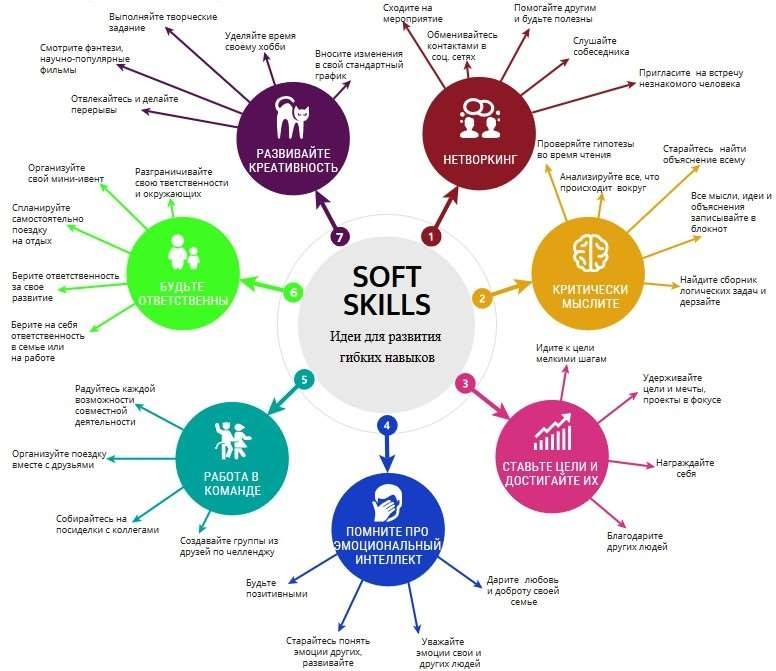 SOFT
SKILLS
Идеи для развития
гибких навыков
1
НЕТВОРКИНГ
Сходите на
мероприятие
Обменивайтесь
контактами в
соц. сетях
Помогайте другим
и будьте полезны
Слушайте
собеседника
Пригласите на встречу
незнакомого человека
2
КРИТИЧЕСКИ
МЫСЛИТЕ
Проверяйте гипотезы
во время чтения
Анализируйте все, что
происходит вокруг
Старайтесь найти
объяснение всему
Все мысли, идеи и
объяснения
записывайте в
блокнот
Найдите сборник
логических задач и
дерзайте
3
СТАВЬТЕ ЦЕЛИ И
ДОСТИГАЙТЕ ИХ
Идите к цели
мелкими шагам
Удерживайте
цели и мечты,
проекты в фокусе
Награждайте
себя
Благодарите
других людей
4
ПОМНИТЕ ПРО
ЭМОЦИОНАЛЬНЫЙ
ИНТЕЛЛЕКТ
Дарите любовь
и доброту своей
семье
Уважайте
эмоции свои и
других людей
Старайтесь понять
эмоции других,
развивайте
Будьте
позитивными
5
РАБОТА В
КОМАНДЕ
Радуйтесь каждой
возможности
совместной
деятельности
Организуйте поездку
вместе с друзьями
Собирайтесь на
посиделки с коллегами
Создавайте группы из
друзей по челленджу
6
БУДЬТЕ
ОТВЕТСТВЕННЫ
Организуйте
свой мини-ивент
Разграничивайте
свою тветственности
и окружающих
Спланируйте
самостоятельно
поездку
на отдых
Берите ответственность
за свое
развитие
Берите на себя
ответственность
в семье или
на работе
7
РАЗВИВАЙТЕ
КРЕАТИВНОСТЬ
Выполняйте творческие
задание
Уделяйте время
своему хобби
Смотрите фэнтези,
научно-популярные
фильмы
Вносите изменения
в свой стандартный
график
Отвлекайтесь и делайте
перерывы